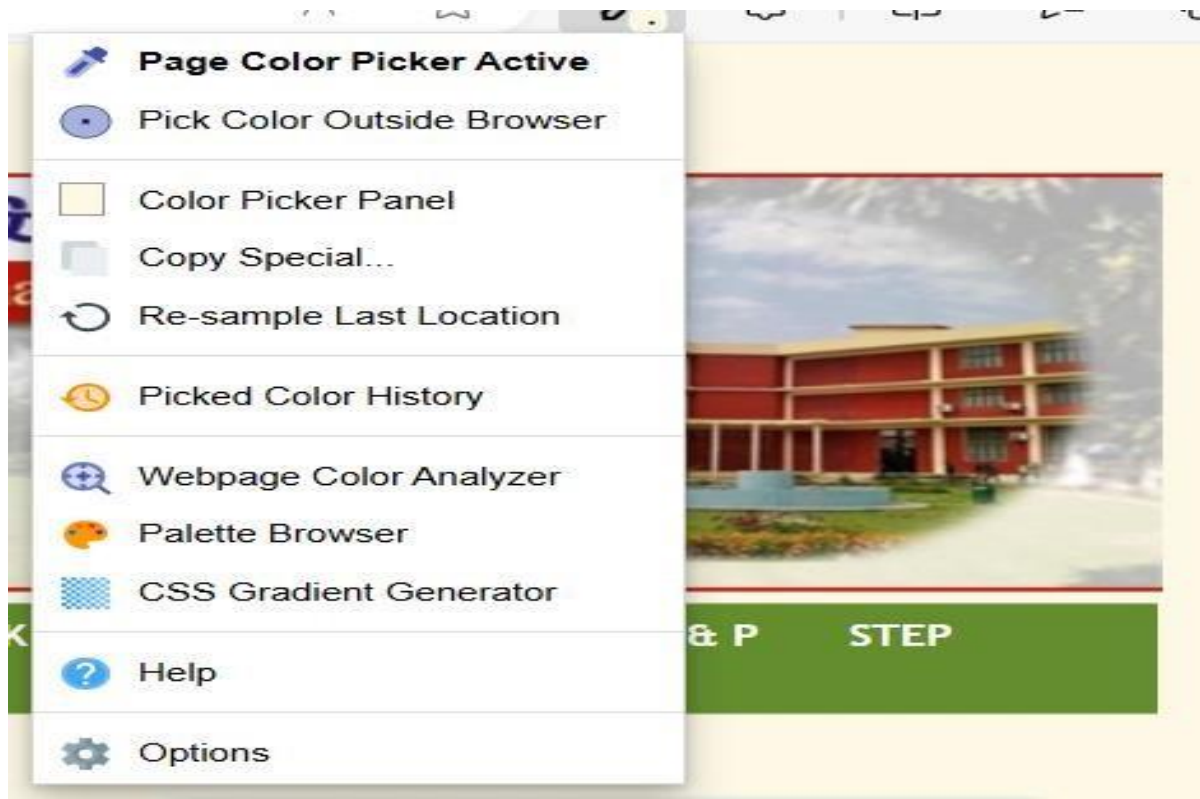 Page Color Picker Active
Pick Color Outside Browser
Color Picker Panel
Copy Special...
Re-sample Last Location
Picked Color History
Webpage Color Analyzer
Palette Browser
CSS Gradient Generator
K & P STEP
Help
Options